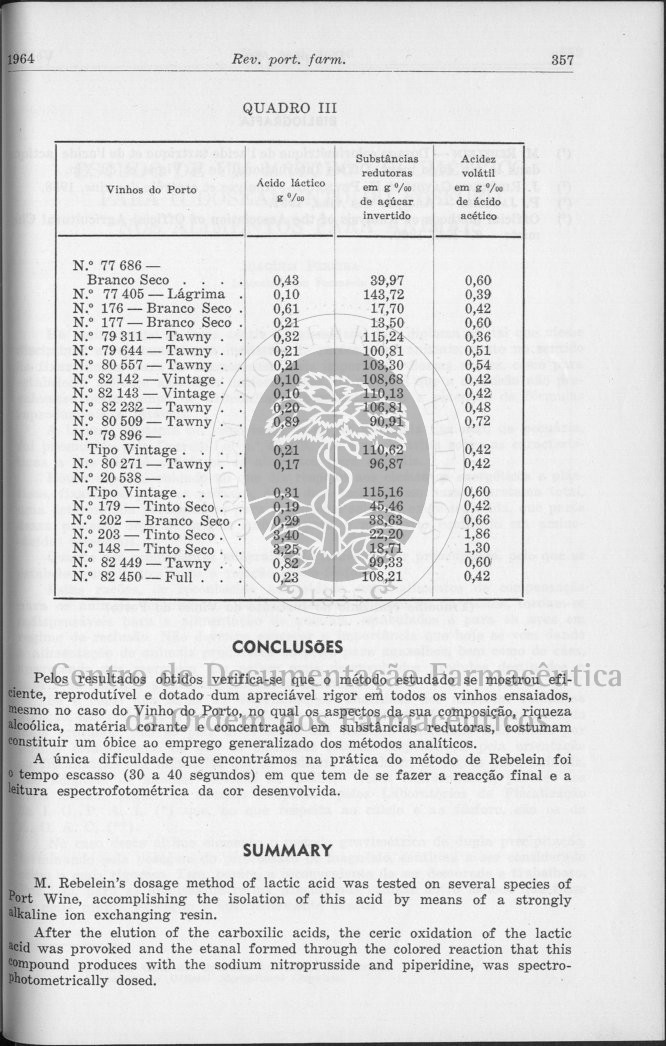 1964 Rev. port. farm. 357
QUADRO III
Vinhos do Porto | Ácido láctico g ⁰/₀₀ | Substâncias redutoras em g ⁰/₀₀ de açúcar invertido | Acidez volátil em g ⁰/₀₀ de ácido acético
N.º 77 686 —
Branco Seco . . . . 0,43 39,97 0,60
N.º 77 405 — Lágrima . 0,10 143,72 0,39
N.º 176 — Branco Seco . 0,61 17,70 0,42
N.º 177 — Branco Seco . 0,21 13,50 0,60
N.º 79 311 — Tawny . . 0,32 115,24 0,36
N.º 79 644 — Tawny . . 0,21 100,81 0,51
N.º 80 557 — Tawny . . 0,21 103,30 0,54
N.º 82 142 — Vintage . . 0,10 108,68 0,42
N.º 82 143 — Vintage . . 0,10 110,13 0,42
N.º 82 232 — Tawny . . 0,20 106,81 0,48
N.º 80 509 — Tawny . . 0,89 90,91 0,72
N.º 79 896 —
Tipo Vintage . . . . 0,21 110,62 0,42
N.º 80 271 — Tawny . . 0,17 96,87 0,42
N.º 20 538 —
Tipo Vintage . . . . 0,31 115,16 0,60
N.º 179 — Tinto Seco . . 0,19 45,46 0,42
N.º 202 — Branco Seco . 0,29 38,63 0,66
N.º 203 — Tinto Seco . . 3,40 22,20 1,86
N.º 148 — Tinto Seco . . 3,25 18,71 1,30
N.º 82 449 — Tawny . . 0,82 99,33 0,60
N.º 82 450 — Full . . . 0,23 108,21 0,42
1835
CONCLUSÕES
Pelos resultados obtidos verifica-se que o método estudado se mostrou efi-
Centro de Documentação Farmacêutica
ciente, reprodutível e dotado dum apreciável rigor em todos os vinhos ensaiados,
mesmo no caso do Vinho do Porto, no qual os aspectos da sua composição, riqueza
da Ordem dos Farmacêuticos
alcoólica, matéria corante e concentração em substâncias redutoras, costumam
constituir um óbice ao emprego generalizado dos métodos analíticos.
A única dificuldade que encontrámos na prática do método de Rebelein foi
o tempo escasso (30 a 40 segundos) em que tem de se fazer a reacção final e a
leitura espectrofotométrica da cor desenvolvida.
SUMMARY
M. Rebelein's dosage method of lactic acid was tested on several species of
Port Wine, accomplishing the isolation of this acid by means of a strongly
alkaline ion exchanging resin.
After the elution of the carboxilic acids, the ceric oxidation of the lactic
acid was provoked and the etanal formed through the colored reaction that this
compound produces with the sodium nitroprusside and piperidine, was spectro-
photometrically dosed.